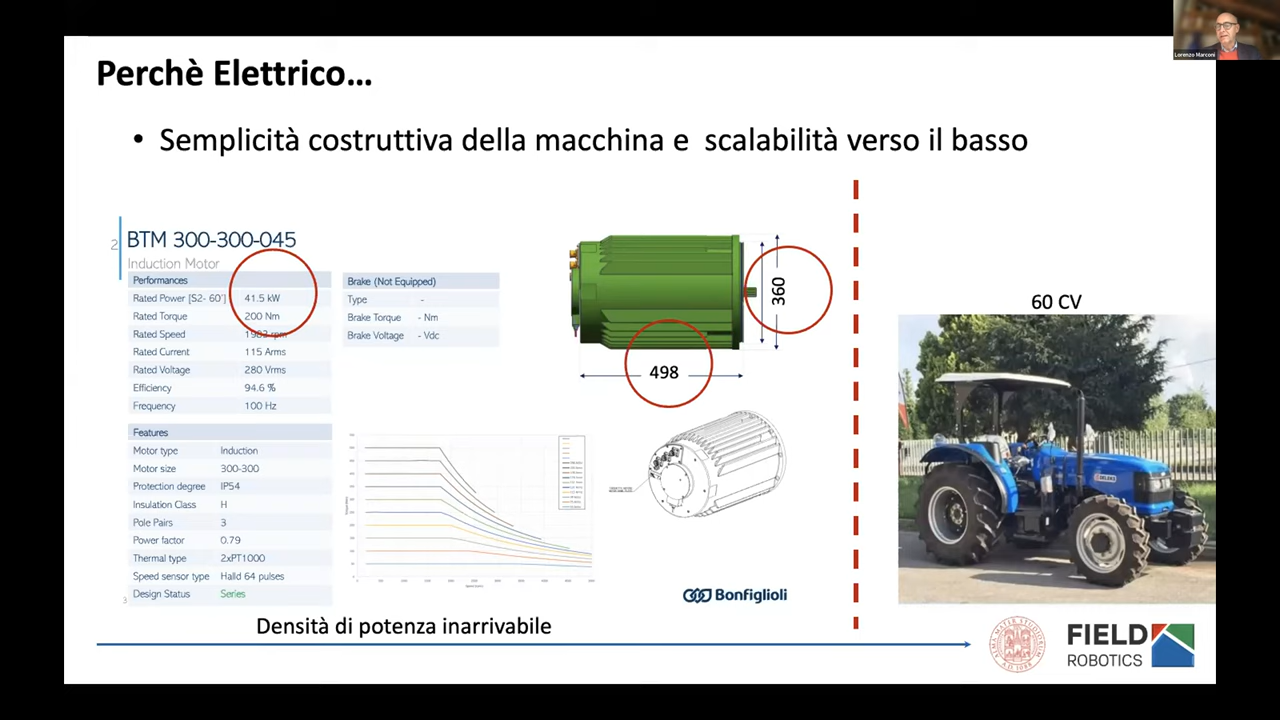 Lorenzo Marconi
Perchè Elettrico...
• Semplicità costruttiva della macchina e scalabilità verso il basso
2
BTM 300-300-045
Induction Motor
Performances
Rated Power [S2- 60'] 41.5 kW
Rated Torque 200 Nm
Rated Speed 1983 rpm
Rated Current 115 Arms
Rated Voltage 280 Vrms
Efficiency 94.6 %
Frequency 100 Hz
Brake (Not Equipped)
Type -
Brake Torque - Nm
Brake Voltage - Vdc
Features
Motor type Induction
Motor size 300-300
Protection degree IP54
Insulation Class H
Pole Pairs 3
Power factor 0.79
Thermal type 2xPT1000
Speed sensor type Halld 64 pulses
Design Status Series
3
360
498
Bonfiglioli
60 CV
Densità di potenza inarrivabile
FIELD
ROBOTICS